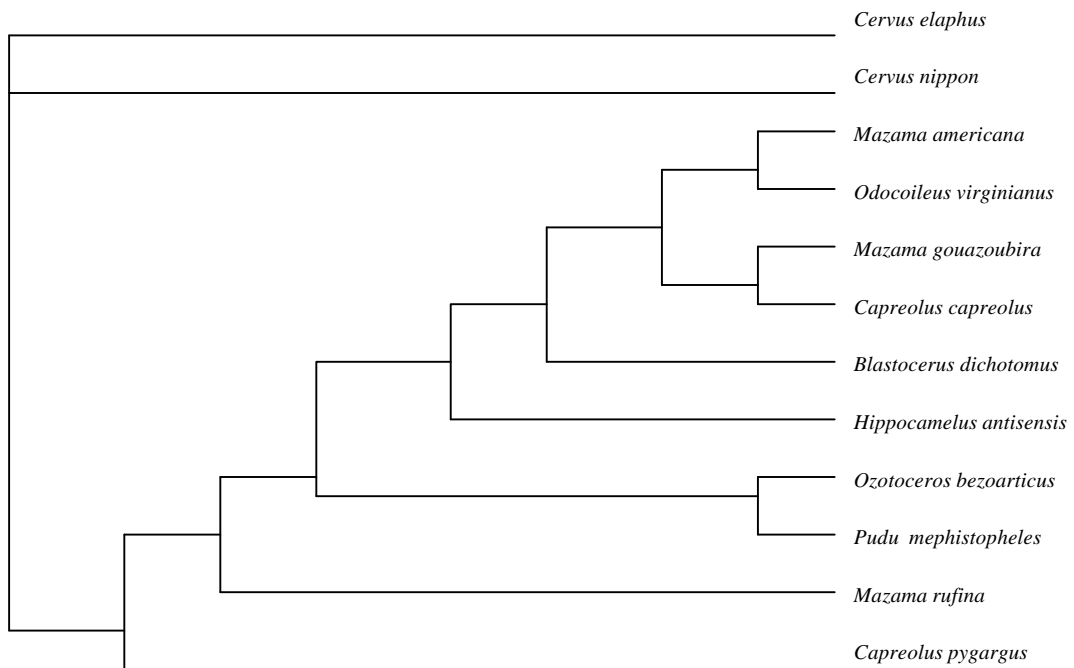 Cervus elaphus
Cervus nippon
Mazama americana
Odocoileus virginianus
Mazama gouazoubira
Capreolus capreolus
Blastocerus dichotomus
Hippocamelus antisensis
Ozotoceros bezoarticus
Pudu mephistopheles
Mazama rufina
Capreolus pygargus